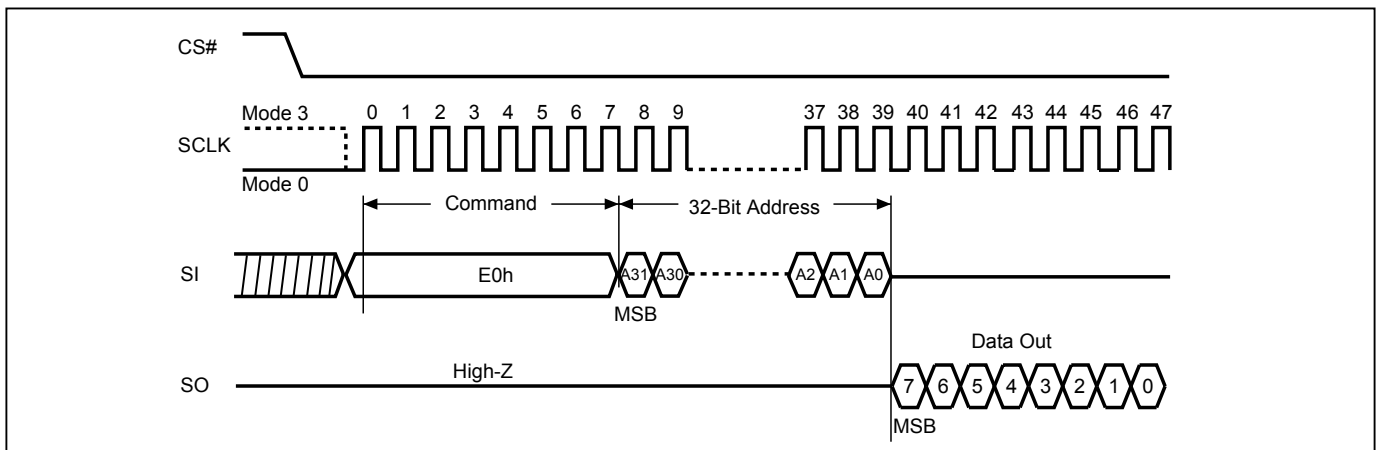 CS#
Mode 3 0 1 2 3 4 5 6 7 8 9 37 38 39 40 41 42 43 44 45 46 47
SCLK
Mode 0
Command 32-Bit Address
SI E0h A31 A30 A2 A1 A0
MSB
Data Out
High-Z
SO 7 6 5 4 3 2 1 0
MSB